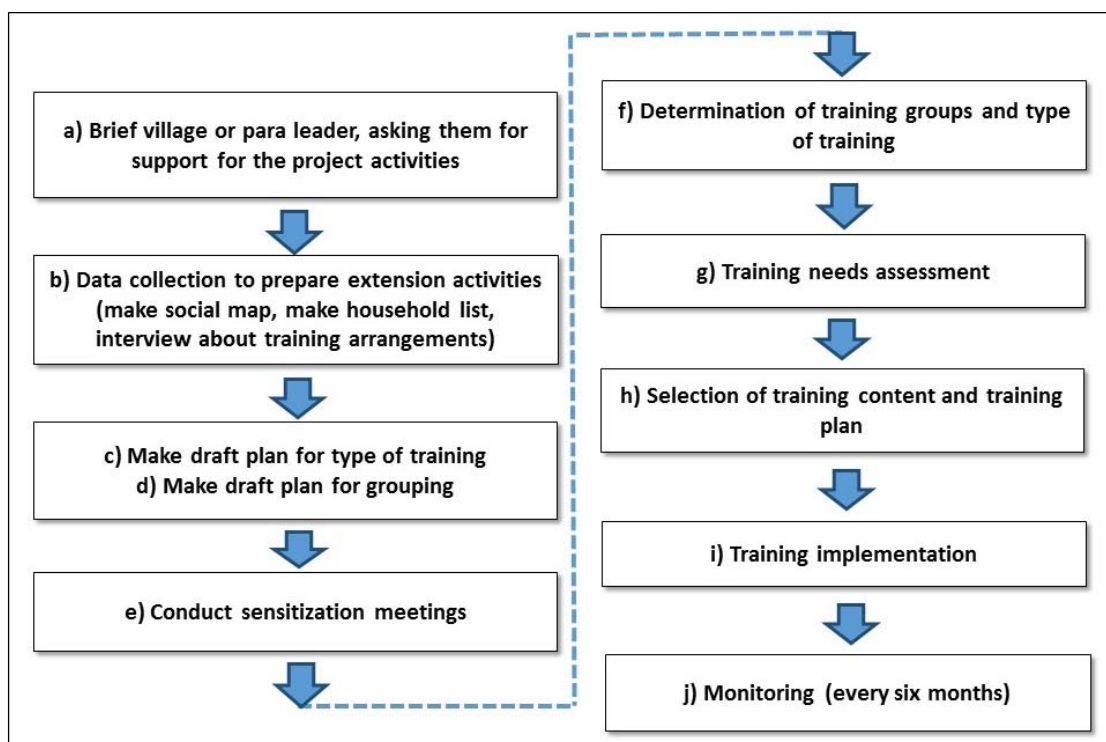 a) Brief village or para leader, asking them for
support for the project activities
b) Data collection to prepare extension activities
(make social map, make household list,
interview about training arrangements)
c) Make draft plan for type of training
d) Make draft plan for grouping
e) Conduct sensitization meetings
f) Determination of training groups and type
of training
g) Training needs assessment
h) Selection of training content and training
plan
i) Training implementation
j) Monitoring (every six months)